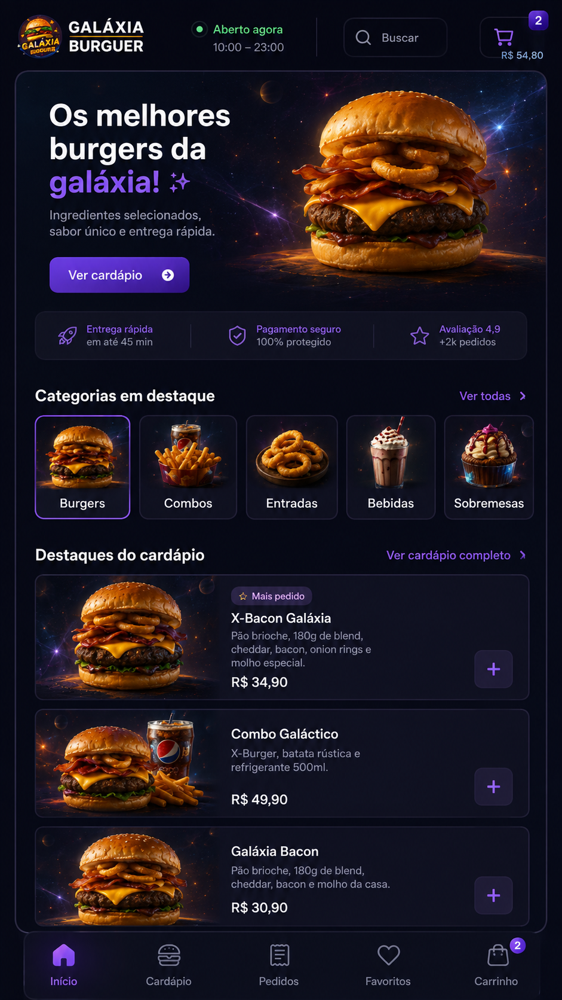 GALÁXIA
BURGUER
GALÁXIA
BURGUER
Aberto agora
10:00 – 23:00
Buscar
2
R$ 54,80
Os melhores
burgers da
galáxia!
Ingredientes selecionados,
sabor único e entrega rápida.
Ver cardápio
Entrega rápida
em até 45 min
Pagamento seguro
100% protegido
Avaliação 4,9
+2k pedidos
Categorias em destaque
Ver todas
Burgers
Combos
Entradas
Bebidas
Sobremesas
Destaques do cardápio
Ver cardápio completo
Mais pedido
X-Bacon Galáxia
Pão brioche, 180g de blend,
cheddar, bacon, onion rings e
molho especial.
R$ 34,90
Combo Galáctico
X-Burger, batata rústica e
refrigerante 500ml.
R$ 49,90
Galáxia Bacon
Pão brioche, 180g de blend,
cheddar, bacon e molho da casa.
R$ 30,90
Início
Cardápio
Pedidos
Favoritos
2
Carrinho